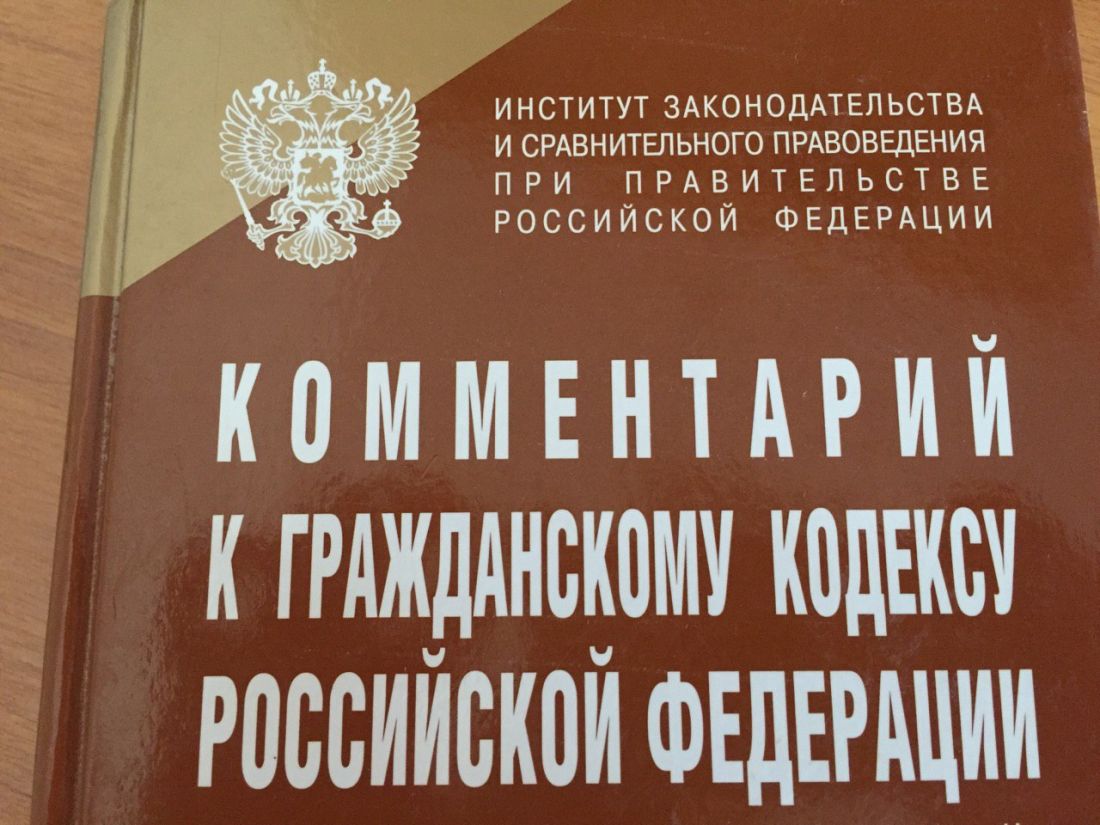 ИНСТИТУТ ЗАКОНОДАТЕЛЬСТВА
И СРАВНИТЕЛЬНОГО ПРАВОВЕДЕНИЯ
ПРИ ПРАВИТЕЛЬСТВЕ
РОССИЙСКОЙ ФЕДЕРАЦИИ
КОММЕНТАРИЙ
К ГРАЖДАНСКОМУ КОДЕКСУ
РОССИЙСКОЙ ФЕДЕРАЦИИ